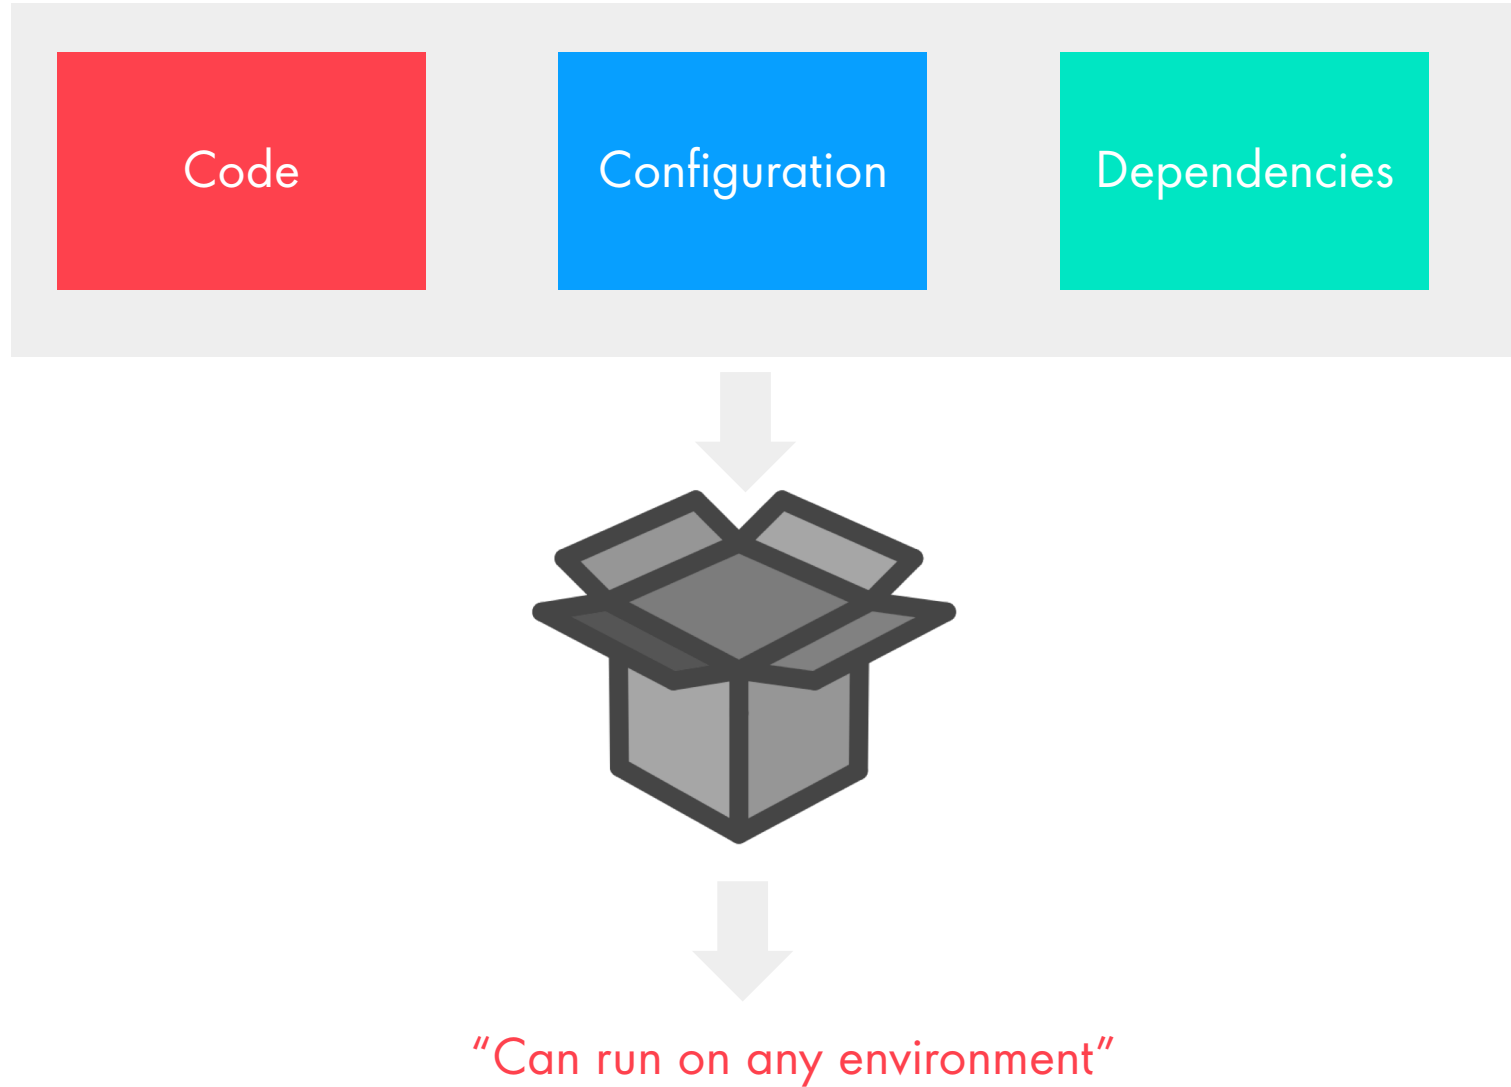 Code
Configuration
Dependencies
“Can run on any environment”